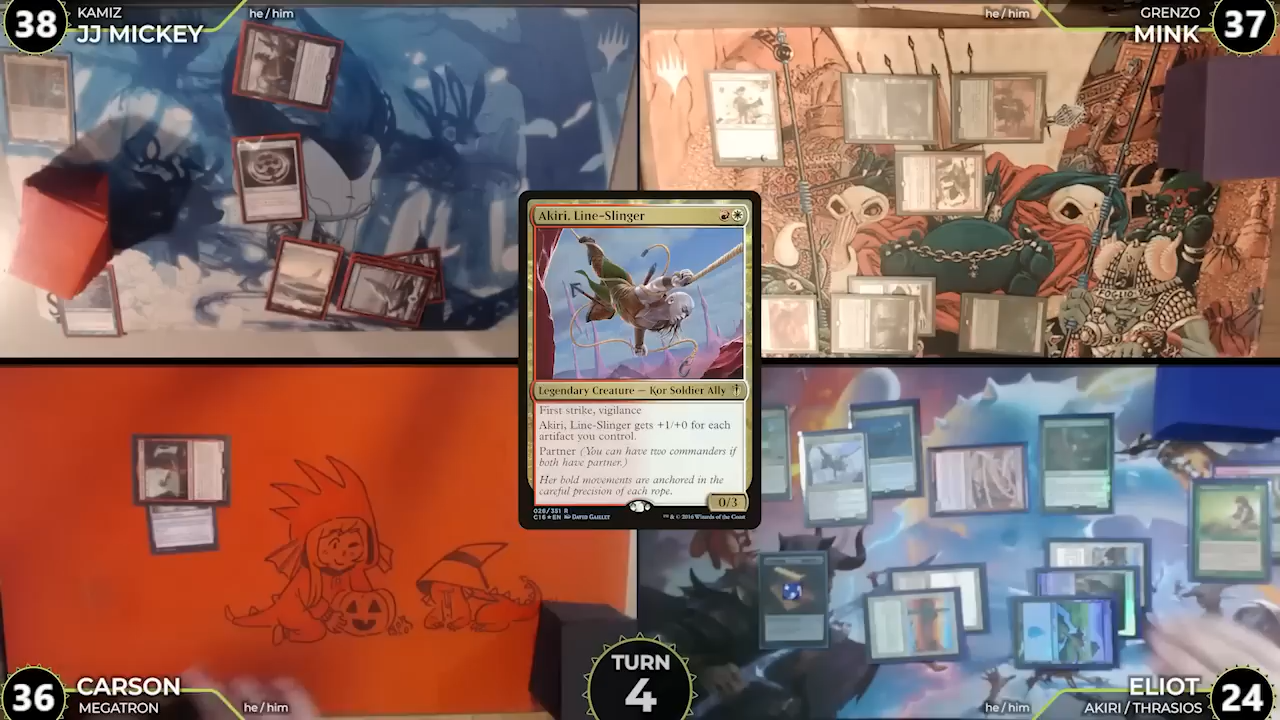 38
KAMIZ
JJ MICKEY
he / him
he / him
GRENZO
MINK
37
Akiri, Line-Slinger
Legendary Creature — Kor Soldier Ally
First strike, vigilance
Akiri, Line-Slinger gets +1/+0 for each
artifact you control.
Partner (You can have two commanders if
both have partner.)
Her bold movements are anchored in the
careful precision of each rope.
0/3
028/351 R
C16 EN DAVID GAILLET
™ & © 2016 Wizards of the Coast
36
CARSON
MEGATRON
he / him
TURN
4
he / him
ELIOT
AKIRI / THRASIOS
24